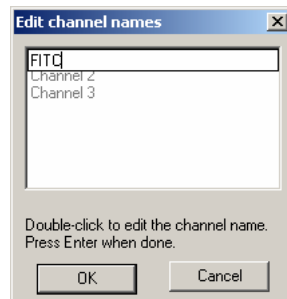 Edit channel names
FITC
Channel 2
Channel 3
Double-click to edit the channel name.
Press Enter when done.
OK
Cancel